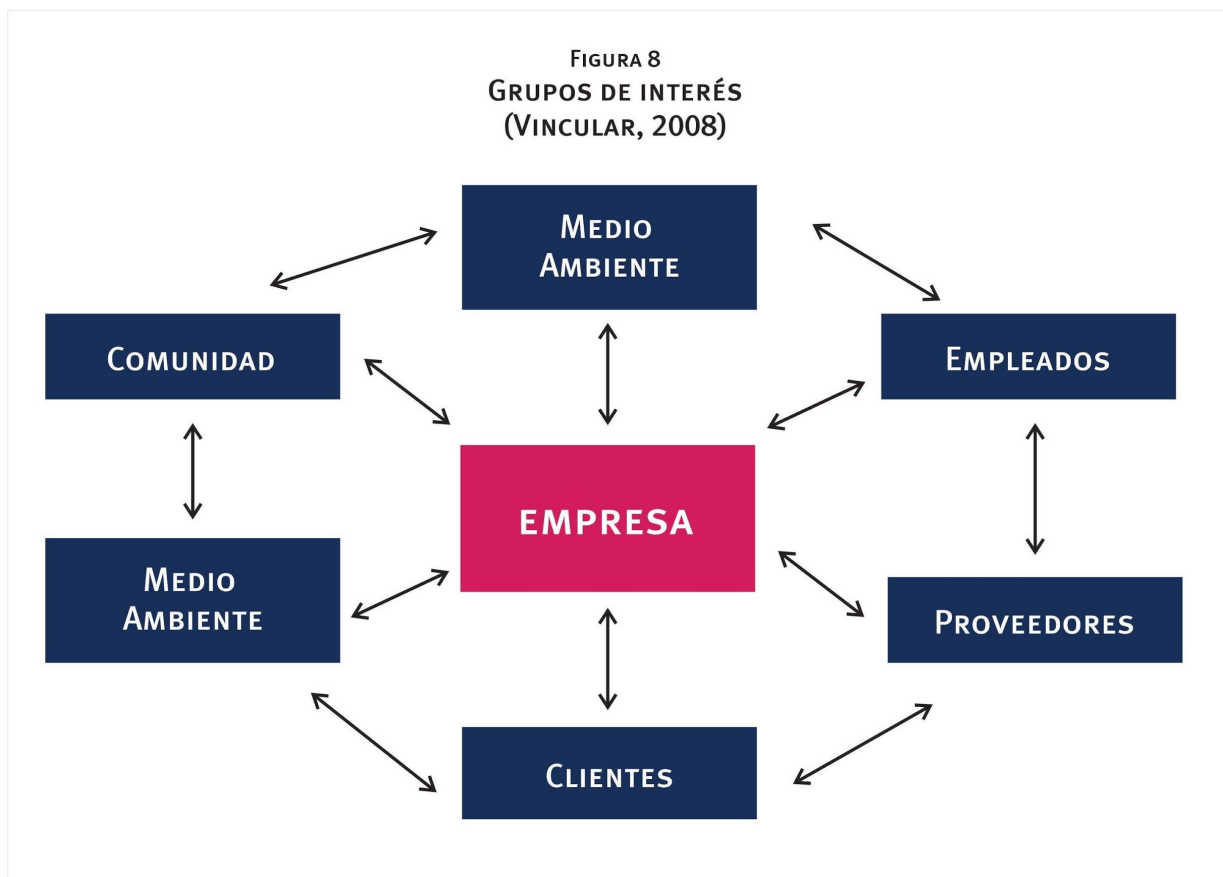 Figura 8
Grupos de interés
(Vincular, 2008)
Medio
Ambiente
Comunidad
Empleados
EMPRESA
Medio
Ambiente
Proveedores
Clientes